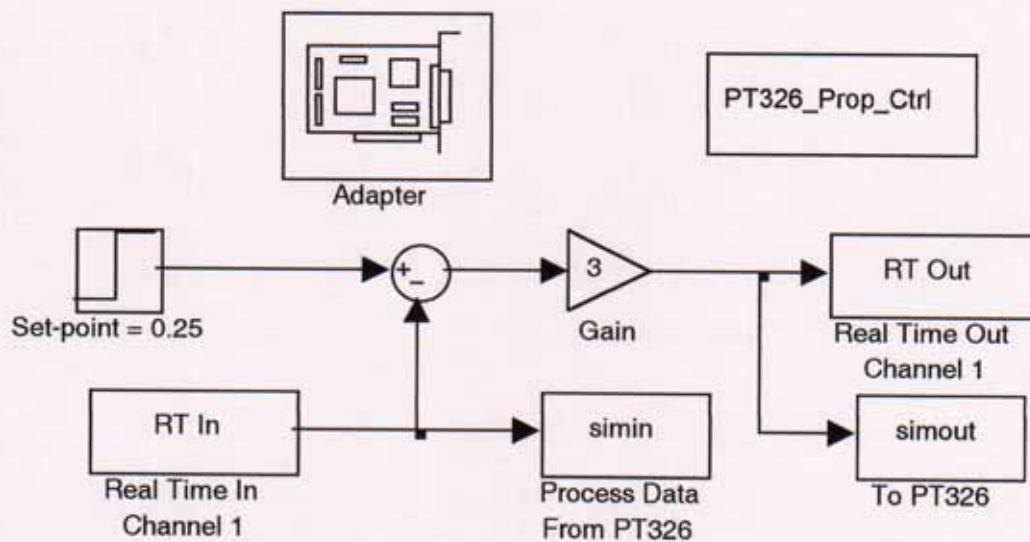 PT326_Prop_Ctrl
Adapter
+
−
3
RT Out
Set-point = 0.25
Gain
Real Time Out
Channel 1
RT In
simin
simout
Real Time In
Channel 1
Process Data
From PT326
To PT326